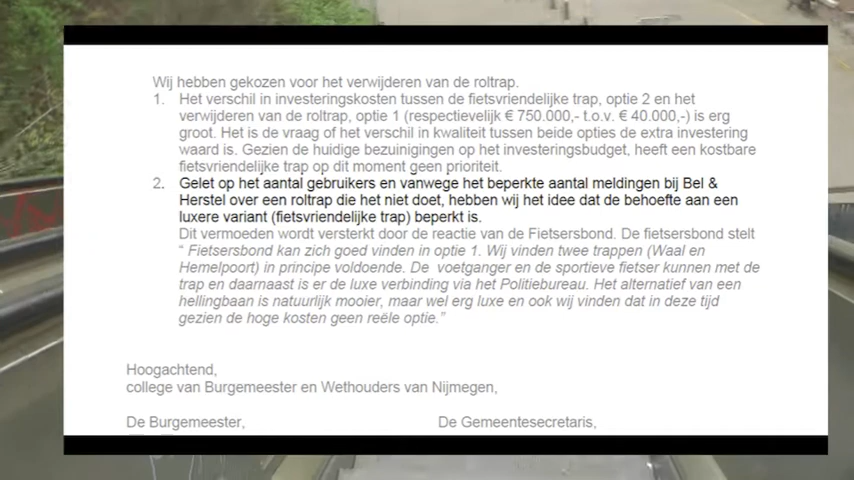 Wij hebben gekozen voor het verwijderen van de roltrap.
1. Het verschil in investeringskosten tussen de fietsvriendelijke trap, optie 2 en het
verwijderen van de roltrap, optie 1 (respectievelijk € 750.000,- t.o.v. € 40.000,-) is erg
groot. Het is de vraag of het verschil in kwaliteit tussen beide opties de extra investering
waard is. Gezien de huidige bezuinigingen op het investeringsbudget, heeft een kostbare
fietsvriendelijke trap op dit moment geen prioriteit.
2. Gelet op het aantal gebruikers en vanwege het beperkte aantal meldingen bij Bel &
Herstel over een roltrap die het niet doet, hebben wij het idee dat de behoefte aan een
luxere variant (fietsvriendelijke trap) beperkt is.
Dit vermoeden wordt versterkt door de reactie van de Fietsersbond. De fietsersbond stelt
“ Fietsersbond kan zich goed vinden in optie 1. Wij vinden twee trappen (Waal en
Hemelpoort) in principe voldoende. De voetganger en de sportieve fietser kunnen met de
trap en daarnaast is er de luxe verbinding via het Politiebureau. Het alternatief van een
hellingbaan is natuurlijk mooier, maar wel erg luxe en ook wij vinden dat in deze tijd
gezien de hoge kosten geen reële optie.”
Hoogachtend,
college van Burgemeester en Wethouders van Nijmegen,
De Burgemeester, De Gemeentesecretaris,